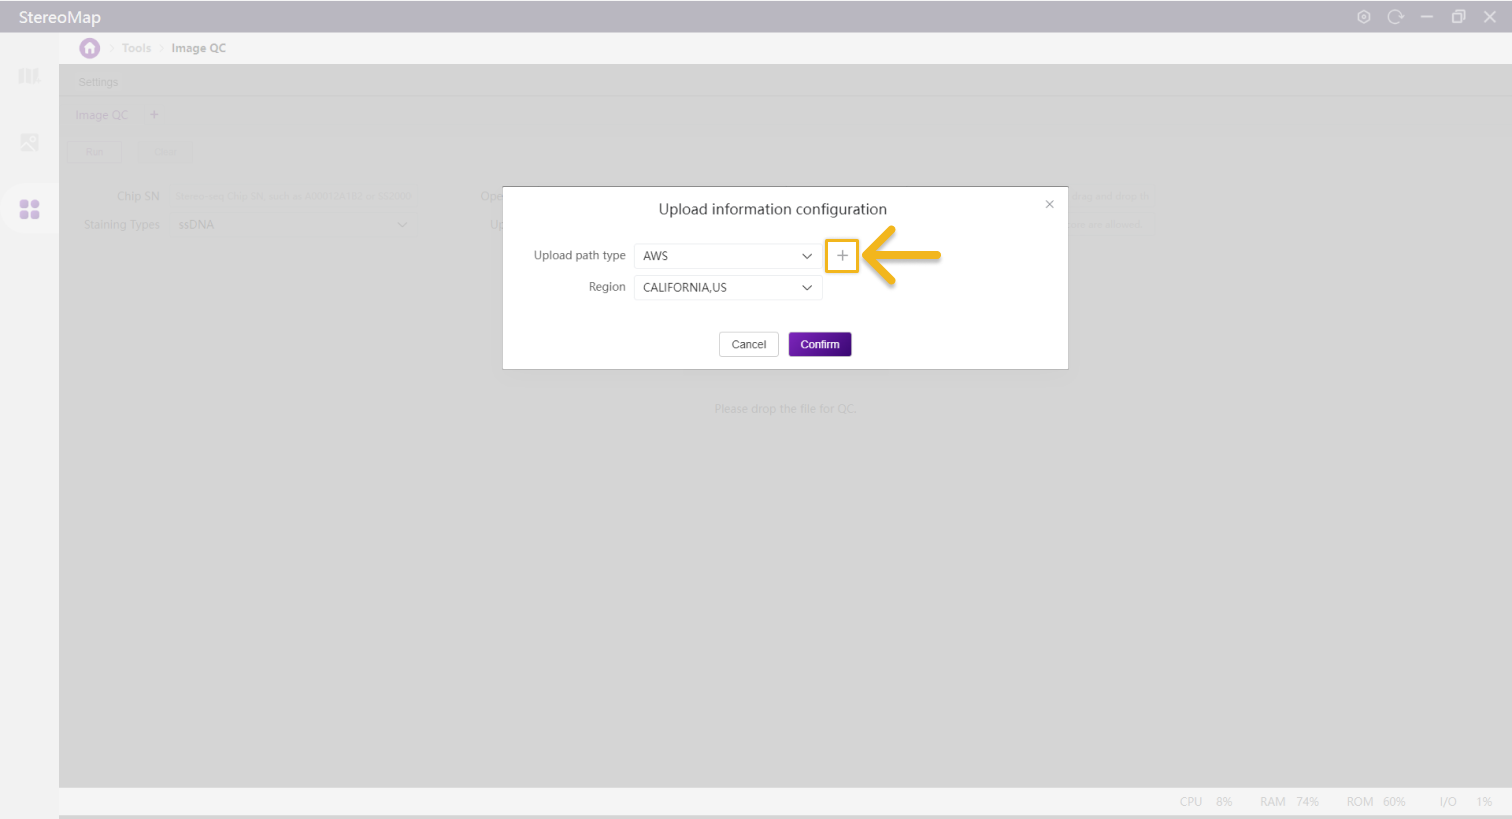 StereoMap
Tools Image QC
Settings
Image QC +
Run
Chip SN
Staining Types ssDNA
Upload information configuration
Upload path type AWS +
Region CALIFORNIA,US
Cancel Confirm
Please drop the file for QC.
CPU 8% RAM 74% ROM 60% I/O 1%